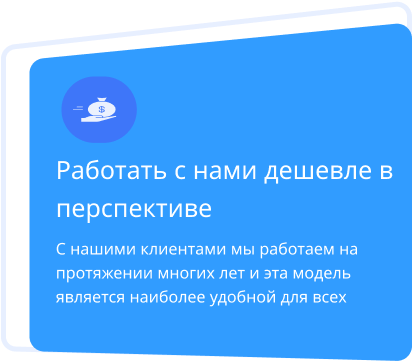 Работать с нами дешевле в
перспективе
С нашими клиентами мы работаем на
протяжении многих лет и эта модель
является наиболее удобной для всех